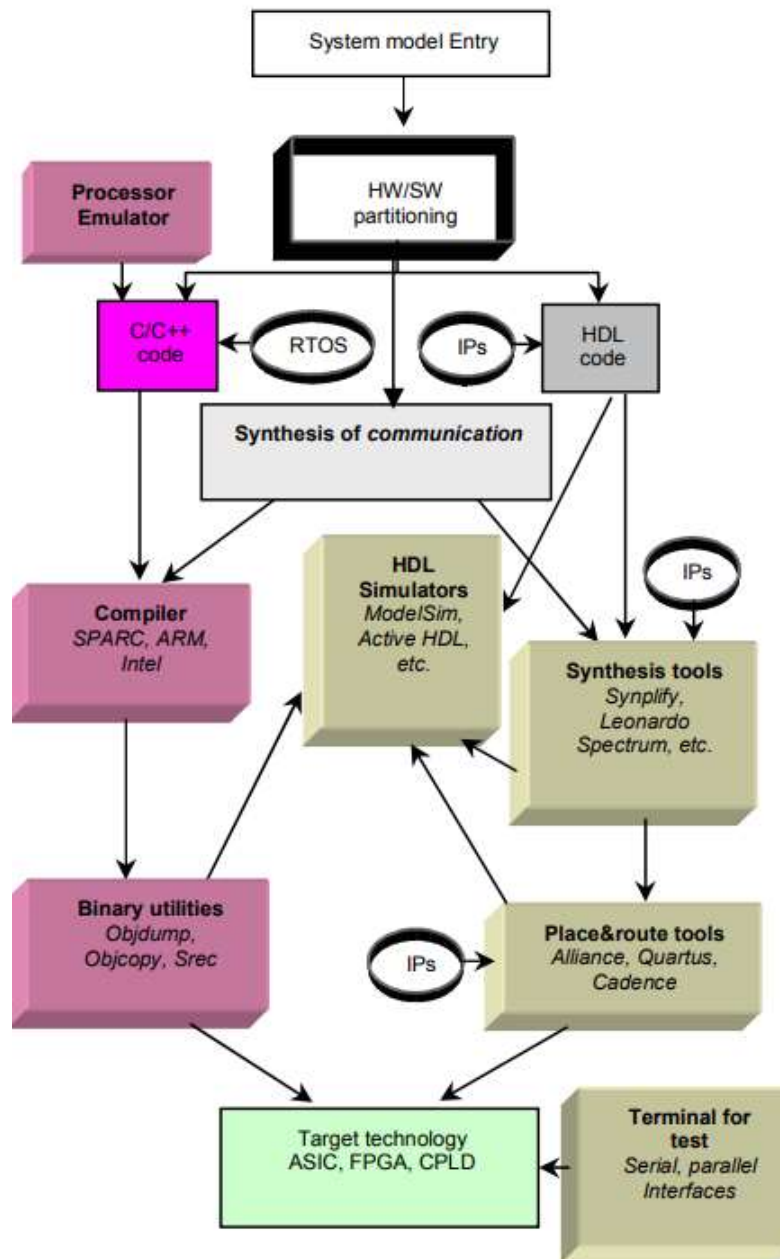 System model Entry
HW/SW
partitioning
Processor
Emulator
C/C++
code
RTOS
IPs
HDL
code
Synthesis of communication
HDL
Simulators
ModelSim,
Active HDL,
etc.
IPs
Compiler
SPARC, ARM,
Intel
Synthesis tools
Synplify,
Leonardo
Spectrum, etc.
Binary utilities
Objdump,
Objcopy, Srec
IPs
Place&route tools
Alliance, Quartus,
Cadence
Target technology
ASIC, FPGA, CPLD
Terminal for
test
Serial, parallel
Interfaces